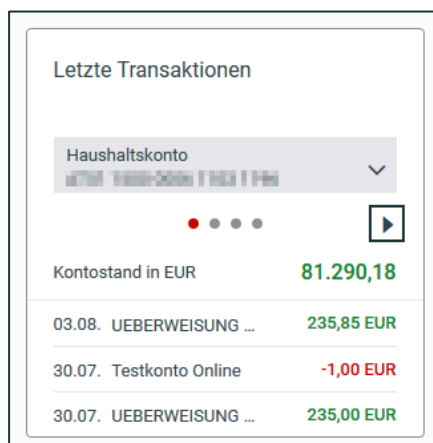 Letzte Transaktionen
Haushaltskonto
Kontostand in EUR 81.290,18
03.08. UEBERWEISUNG ... 235,85 EUR
30.07. Testkonto Online -1,00 EUR
30.07. UEBERWEISUNG ... 235,00 EUR